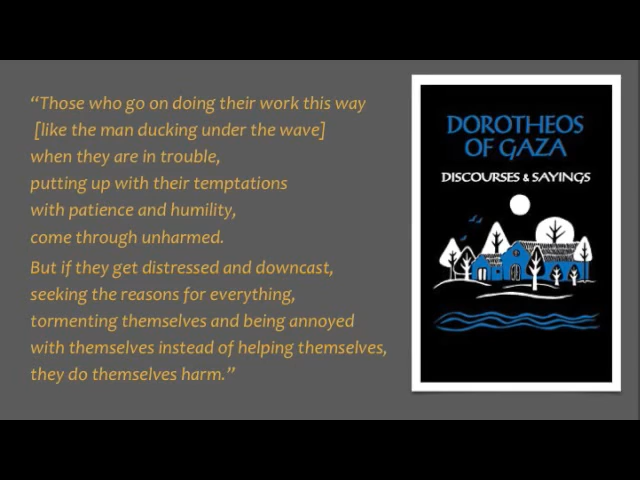 “Those who go on doing their work this way
[like the man ducking under the wave]
when they are in trouble,
putting up with their temptations
with patience and humility,
come through unharmed.
But if they get distressed and downcast,
seeking the reasons for everything,
tormenting themselves and being annoyed
with themselves instead of helping themselves,
they do themselves harm.”
DOROTHEOS
OF GAZA
DISCOURSES & SAYINGS